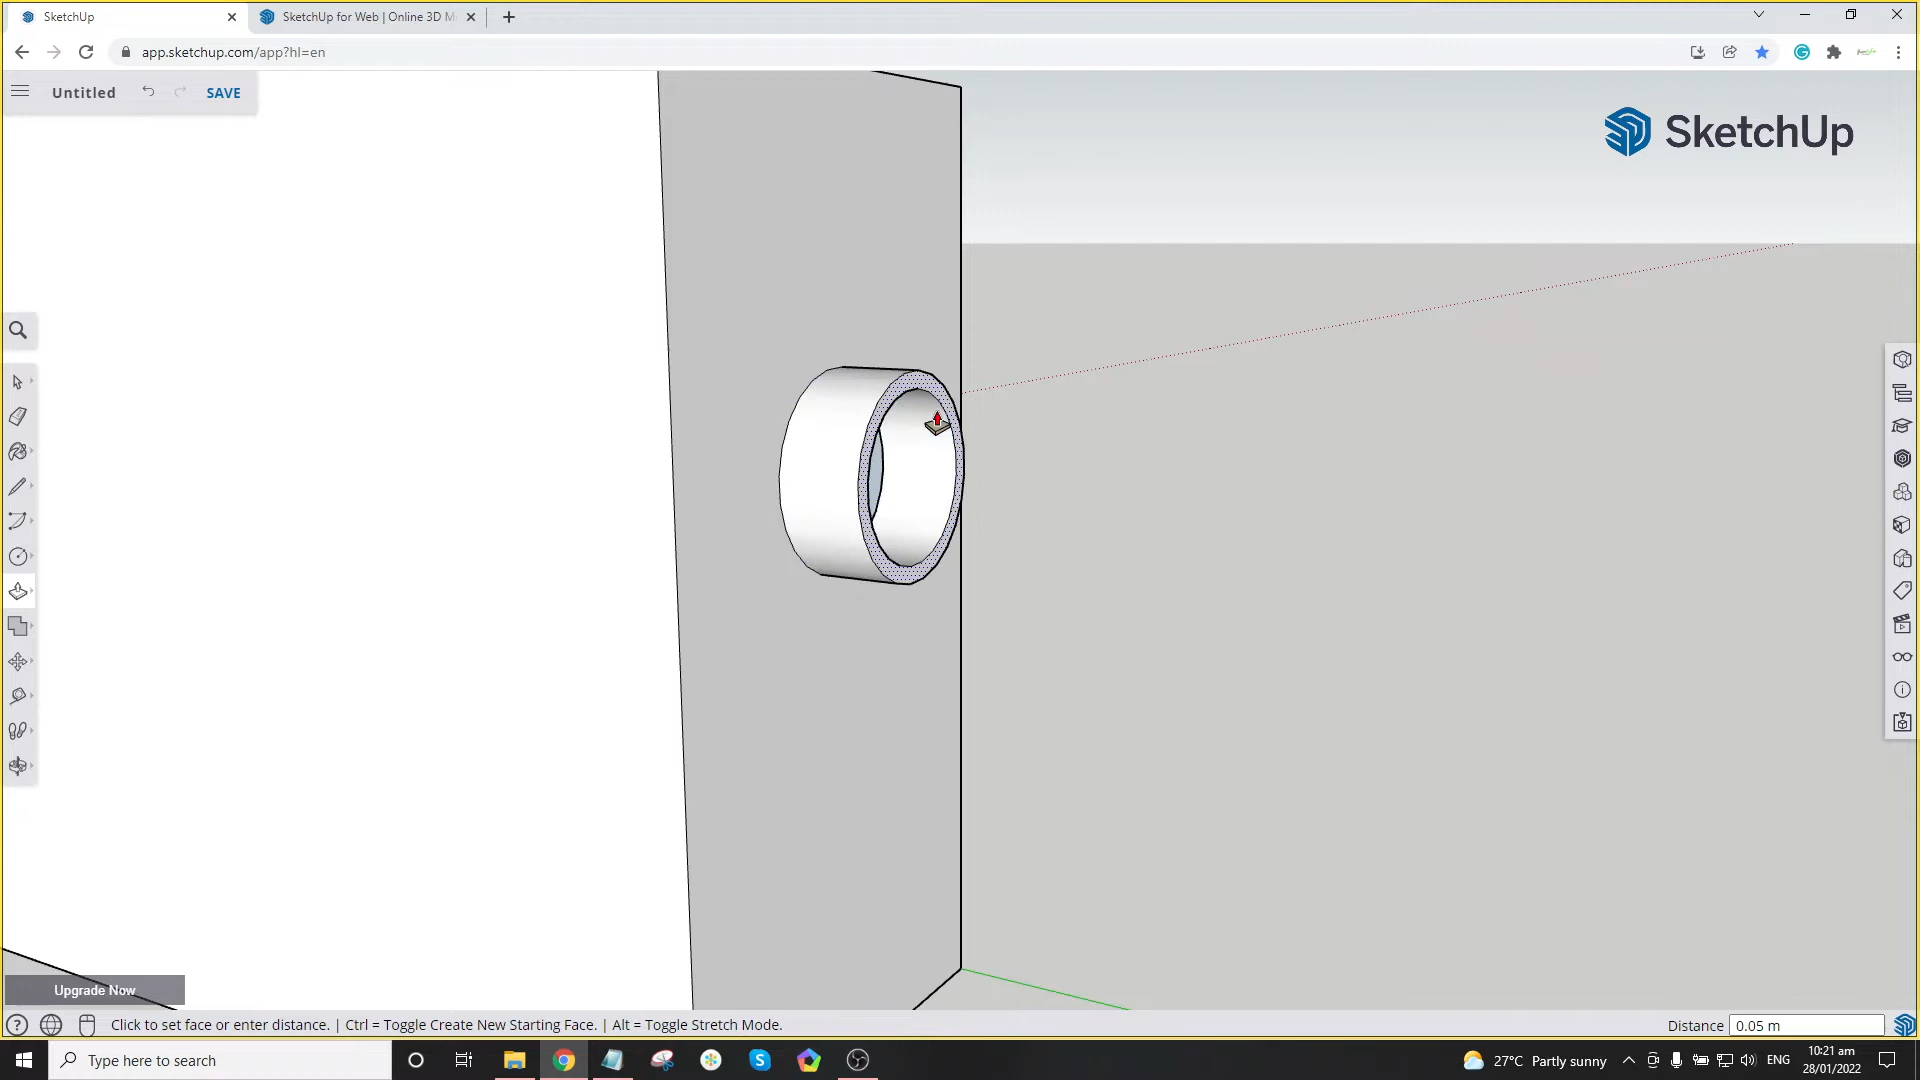 SketchUp
SketchUp for Web | Online 3D M
app.sketchup.com/app?hl=en
Untitled
SAVE
SketchUp
Upgrade Now
Click to set face or enter distance. | Ctrl = Toggle Create New Starting Face. | Alt = Toggle Stretch Mode.
Distance
0.05 m
Type here to search
27°C Partly sunny
ENG
10:21 am
28/01/2022